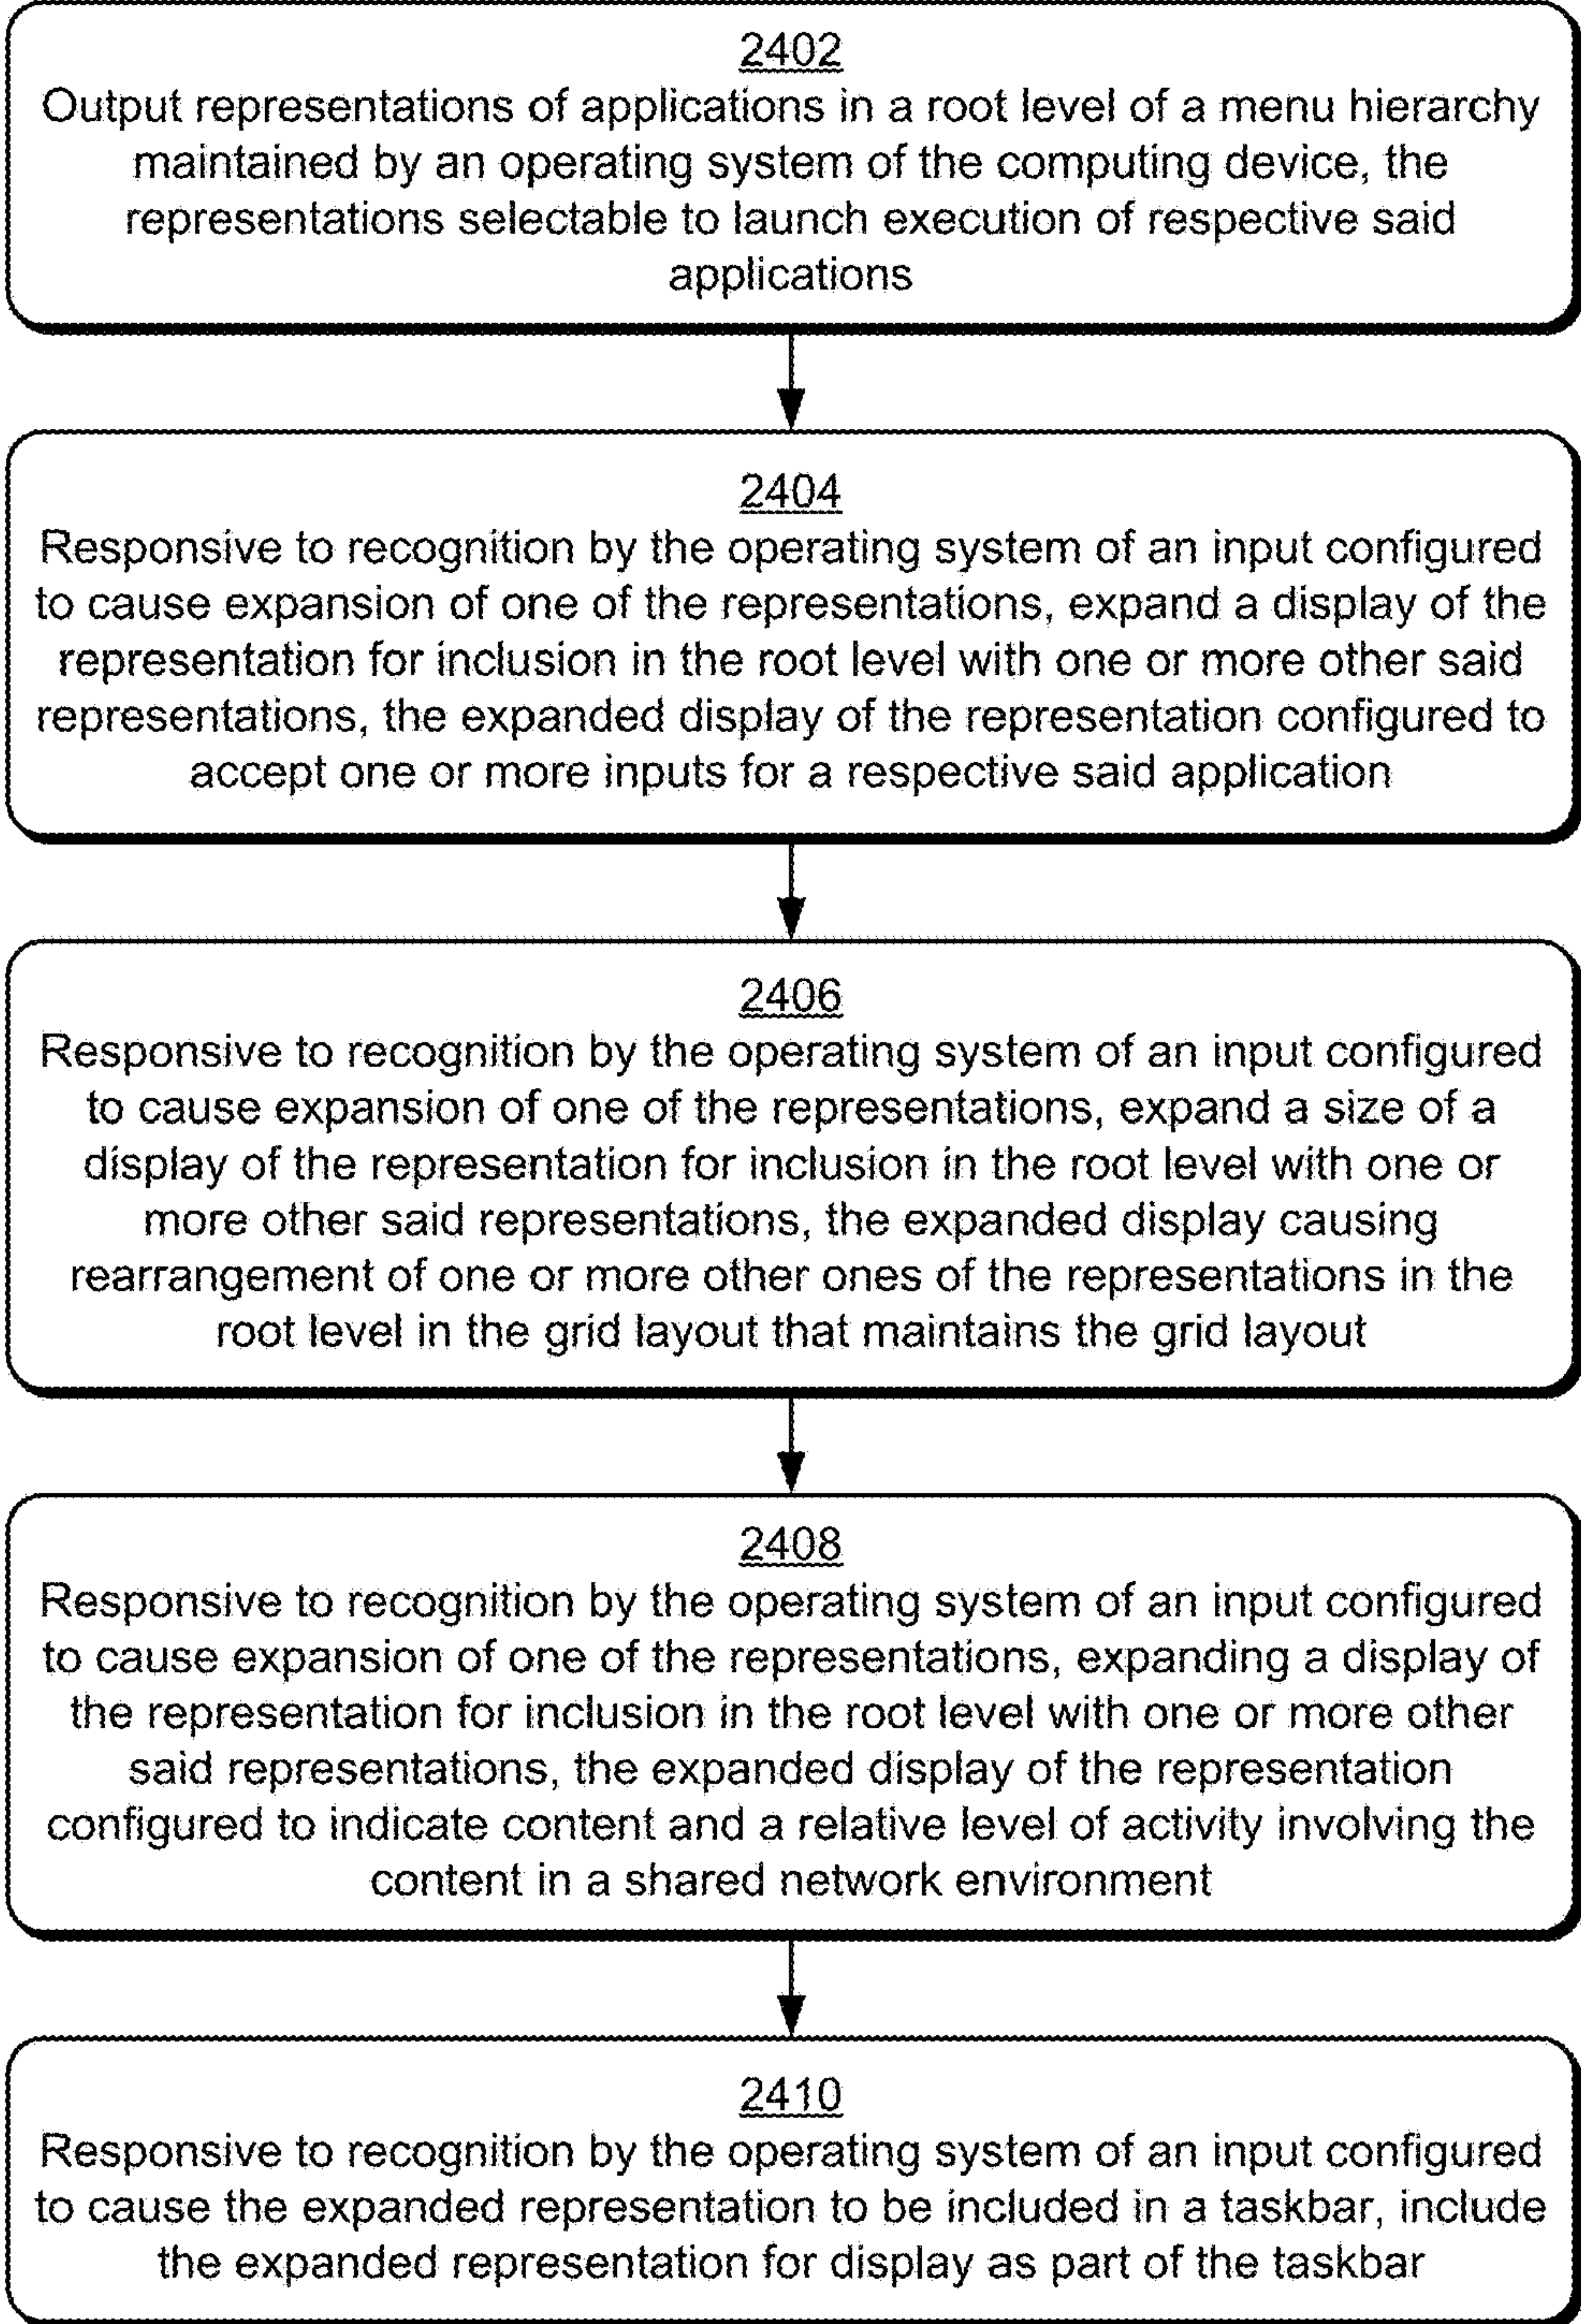 2402
Output representations of applications in a root level of a menu hierarchy
maintained by an operating system of the computing device, the
representations selectable to launch execution of respective said
applications
2404
Responsive to recognition by the operating system of an input configured
to cause expansion of one of the representations, expand a display of the
representation for inclusion in the root level with one or more other said
representations, the expanded display of the representation configured to
accept one or more inputs for a respective said application
2406
Responsive to recognition by the operating system of an input configured
to cause expansion of one of the representations, expand a size of a
display of the representation for inclusion in the root level with one or
more other said representations, the expanded display causing
rearrangement of one or more other ones of the representations in the
root level in the grid layout that maintains the grid layout
2408
Responsive to recognition by the operating system of an input configured
to cause expansion of one of the representations, expanding a display of
the representation for inclusion in the root level with one or more other
said representations, the expanded display of the representation
configured to indicate content and a relative level of activity involving the
content in a shared network environment
2410
Responsive to recognition by the operating system of an input configured
to cause the expanded representation to be included in a taskbar, include
the expanded representation for display as part of the taskbar